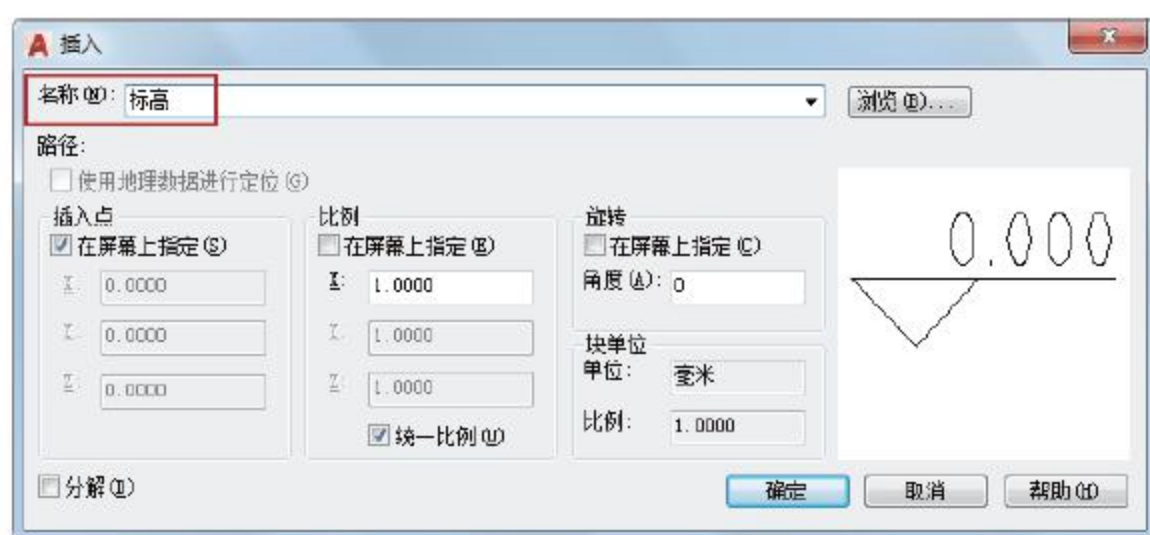 插入
名称(N): 标高
浏览(B)...
路径:
使用地理数据进行定位(G)
插入点
在屏幕上指定(S)
X: 0.0000
Y: 0.0000
Z: 0.0000
比例
在屏幕上指定(E)
X: 1.0000
Y: 1.0000
Z: 1.0000
统一比例(U)
旋转
在屏幕上指定(C)
角度(A): 0
块单位
单位: 毫米
比例: 1.0000
0.000
分解(D)
确定
取消
帮助(H)